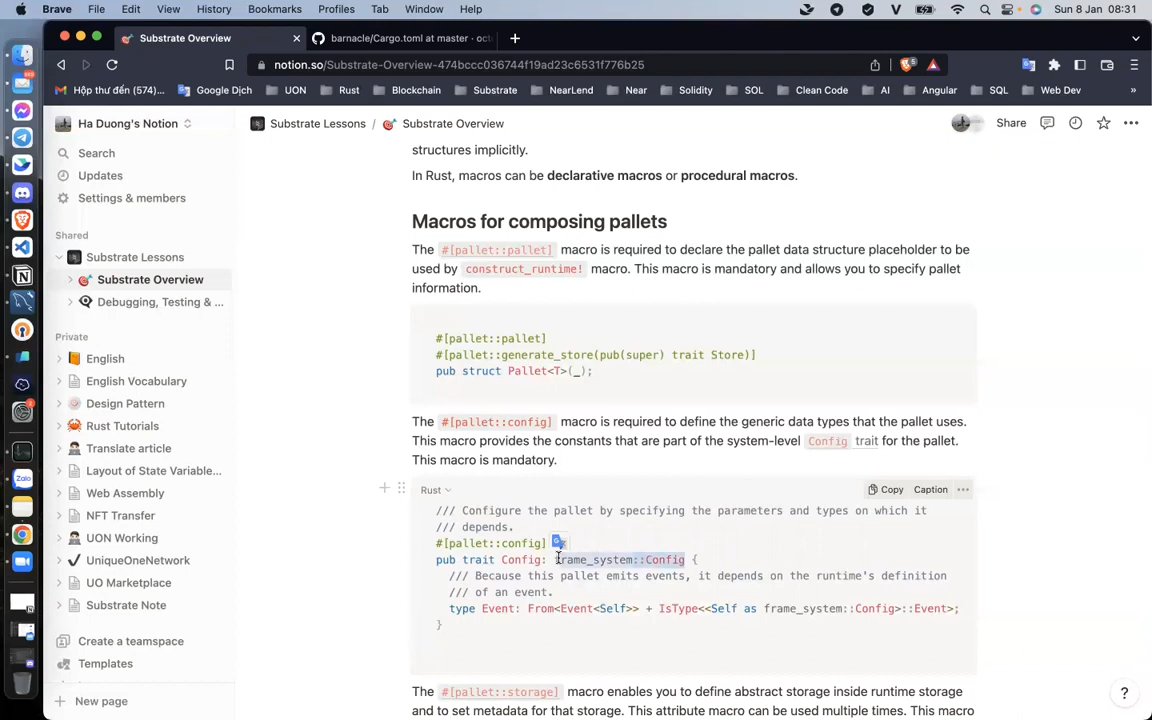 Brave File Edit View History Bookmarks Profiles Tab Window Help Sun 8 Jan 08:31
Substrate Overview barnacle/Cargo.toml at master · oct
notion.so/Substrate-Overview-474bccc036744f19ad23c6531f776b25
Hộp thư đến (574)... Google Dịch UON Rust Blockchain Substrate NearLend Near Solidity SOL Clean Code AI Angular SQL Web Dev »
Ha Duong's Notion
Substrate Lessons / Substrate Overview Share
Search
Updates
Settings & members
Shared
Substrate Lessons
Substrate Overview
Debugging, Testing & ...
Private
English
English Vocabulary
Design Pattern
Rust Tutorials
Translate article
Layout of State Variable...
Web Assembly
NFT Transfer
Job Working
UniqueOneNetwork
UO Marketplace
Substrate Note
Create a teamspace
Templates
New page
structures implicitly.
In Rust, macros can be declarative macros or procedural macros.
Macros for composing pallets
The #[pallet::pallet] macro is required to declare the pallet data structure placeholder to be
used by construct_runtime! macro. This macro is mandatory and allows you to specify pallet
information.
#[pallet::pallet]
#[pallet::generate_store(pub(super) trait Store)]
pub struct Pallet<T>(_);
The #[pallet::config] macro is required to define the generic data types that the pallet uses.
This macro provides the constants that are part of the system-level Config trait for the pallet.
This macro is mandatory.
Rust Copy Caption
/// Configure the pallet by specifying the parameters and types on which it
/// depends.
#[pallet::config]
pub trait Config: frame_system::Config {
/// Because this pallet emits events, it depends on the runtime's definition
/// of an event.
type Event: From<Event<Self>> + IsType<<Self as frame_system::Config>::Event>;
}
The #[pallet::storage] macro enables you to define abstract storage inside runtime storage
and to set metadata for that storage. This attribute macro can be used multiple times. This macro
?